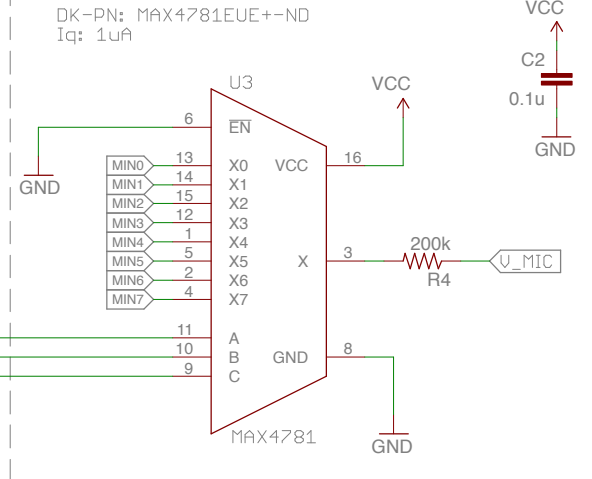 DK-PN: MAX4781EUE+-ND
Iq: 1uA
VCC
C2
0.1u
GND
U3
VCC
6
EN
GND
MIN0 13 X0 VCC 16
MIN1 14 X1
MIN2 15 X2
MIN3 12 X3
MIN4 1 X4
MIN5 5 X5 X 3 200k R4 V_MIC
MIN6 2 X6
MIN7 4 X7
11 A
10 B GND 8
9 C
MAX4781
GND